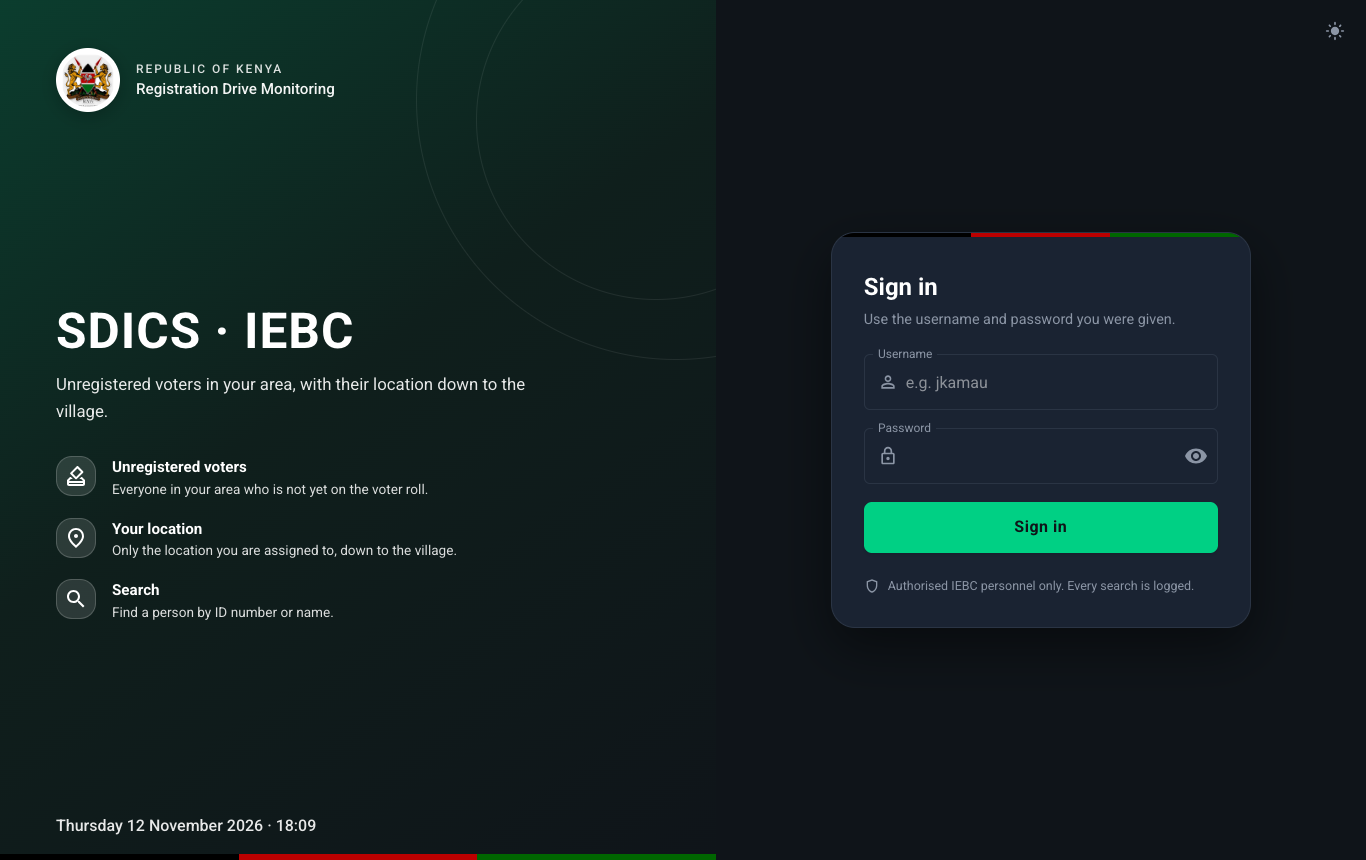 REPUBLIC OF KENYA
Registration Drive Monitoring
SDICS · IEBC
Unregistered voters in your area, with their location down to the
village.
Unregistered voters
Everyone in your area who is not yet on the voter roll.
Your location
Only the location you are assigned to, down to the village.
Search
Find a person by ID number or name.
Thursday 12 November 2026 · 18:09
Sign in
Use the username and password you were given.
Username
e.g. jkamau
Password
Sign in
Authorised IEBC personnel only. Every search is logged.